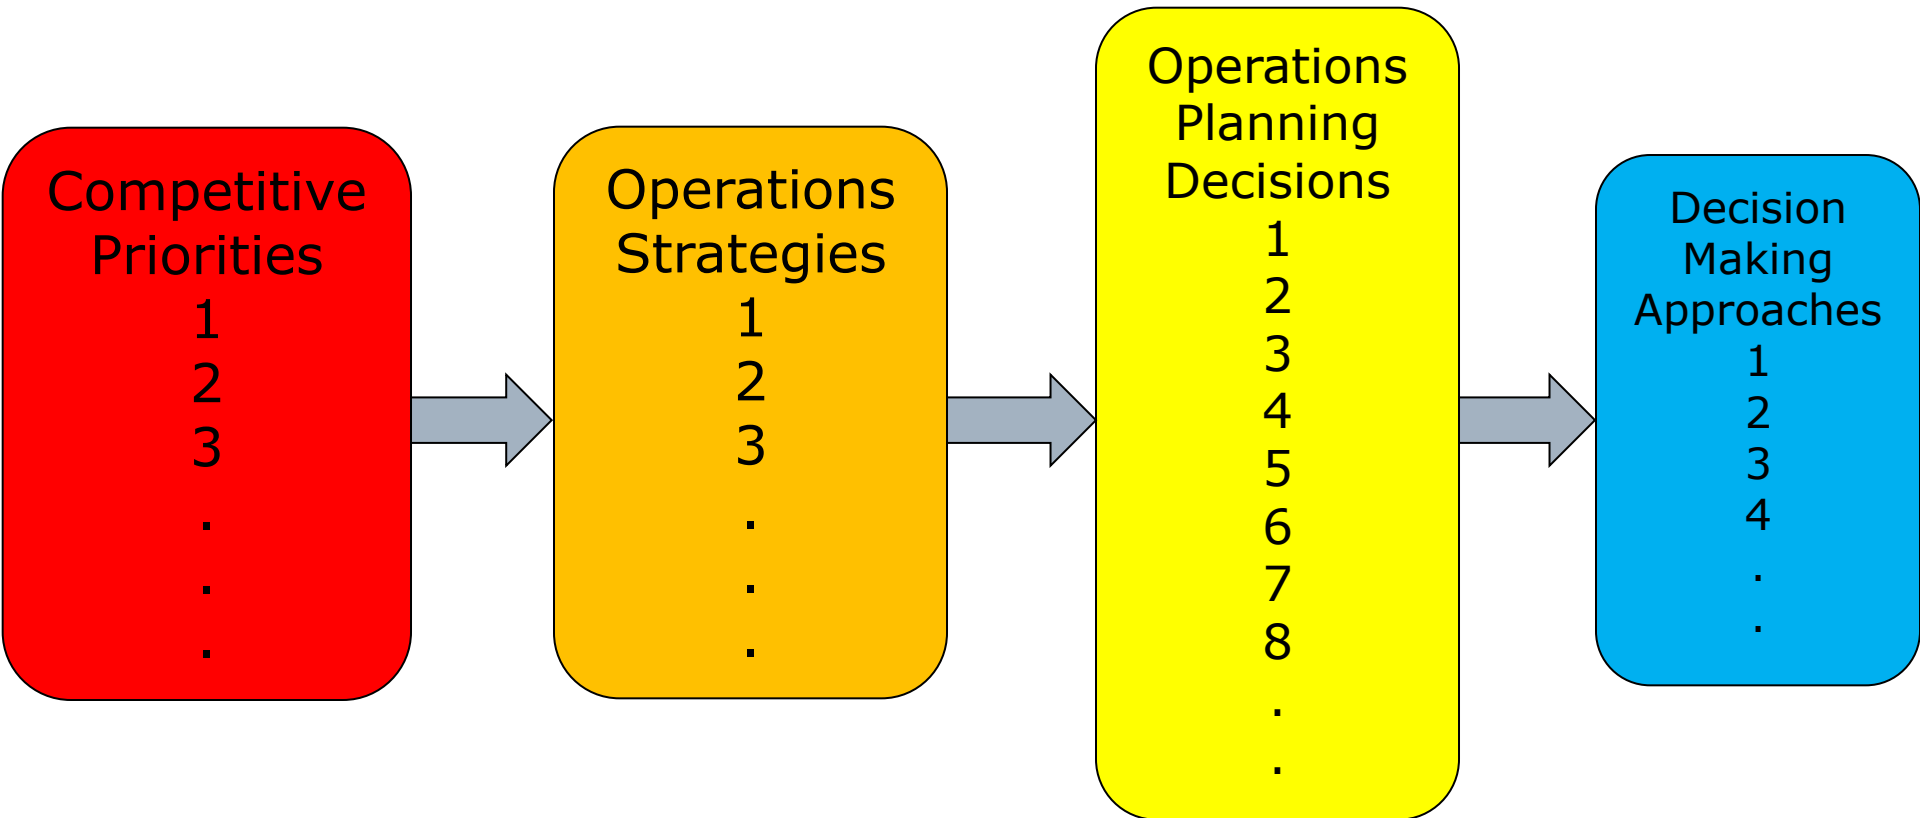 Competitive
Priorities
1
2
3
.
.
.
Operations
Strategies
1
2
3
.
.
.
Operations
Planning
Decisions
1
2
3
4
5
6
7
8
.
.
Decision
Making
Approaches
1
2
3
4
.
.